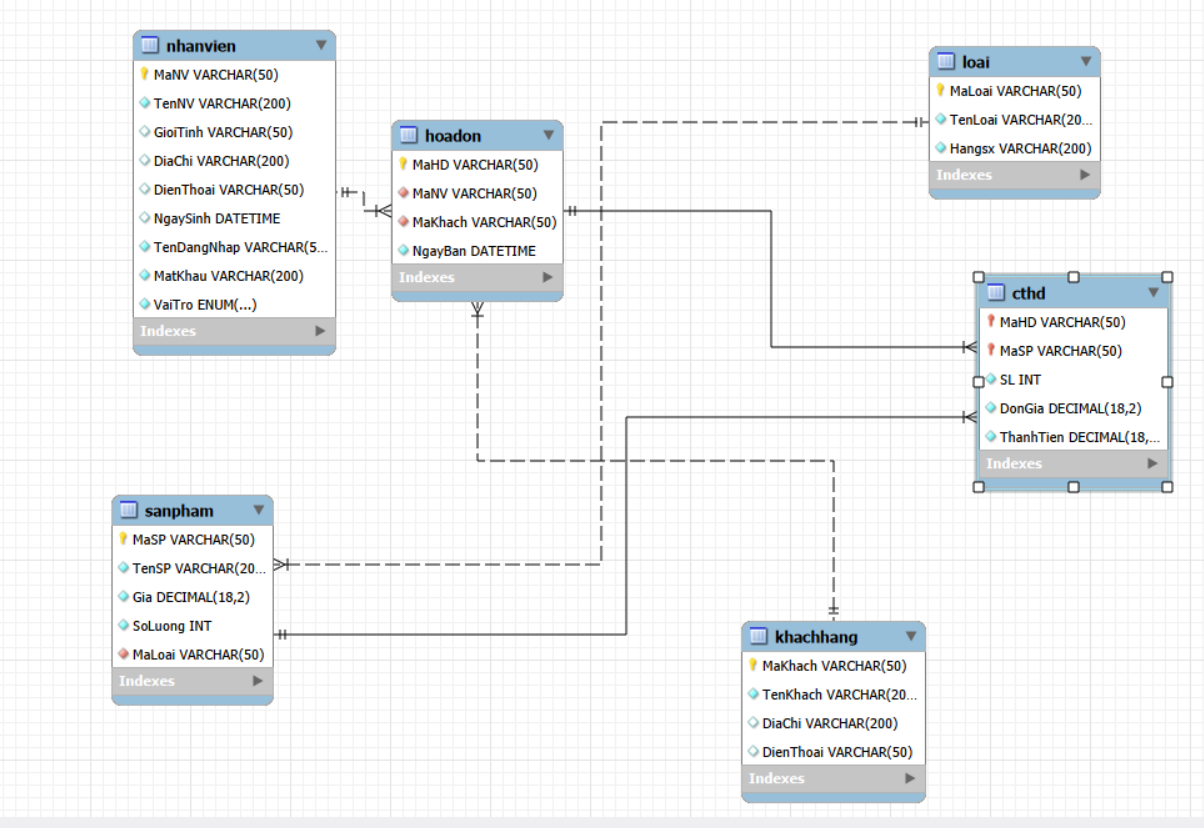 nhanvien
MaNV VARCHAR(50)
TenNV VARCHAR(200)
GioiTinh VARCHAR(50)
DiaChi VARCHAR(200)
DienThoai VARCHAR(50)
NgaySinh DATETIME
TenDangNhap VARCHAR(5...
MatKhau VARCHAR(200)
VaiTro ENUM(...)
Indexes
hoadon
MaHD VARCHAR(50)
MaNV VARCHAR(50)
MaKhach VARCHAR(50)
NgayBan DATETIME
Indexes
loai
MaLoai VARCHAR(50)
TenLoai VARCHAR(20...
Hangsx VARCHAR(200)
Indexes
cthd
MaHD VARCHAR(50)
MaSP VARCHAR(50)
SL INT
DonGia DECIMAL(18,2)
ThanhTien DECIMAL(18,...
Indexes
sanpham
MaSP VARCHAR(50)
TenSP VARCHAR(20...
Gia DECIMAL(18,2)
SoLuong INT
MaLoai VARCHAR(50)
Indexes
khachhang
MaKhach VARCHAR(50)
TenKhach VARCHAR(20...
DiaChi VARCHAR(200)
DienThoai VARCHAR(50)
Indexes